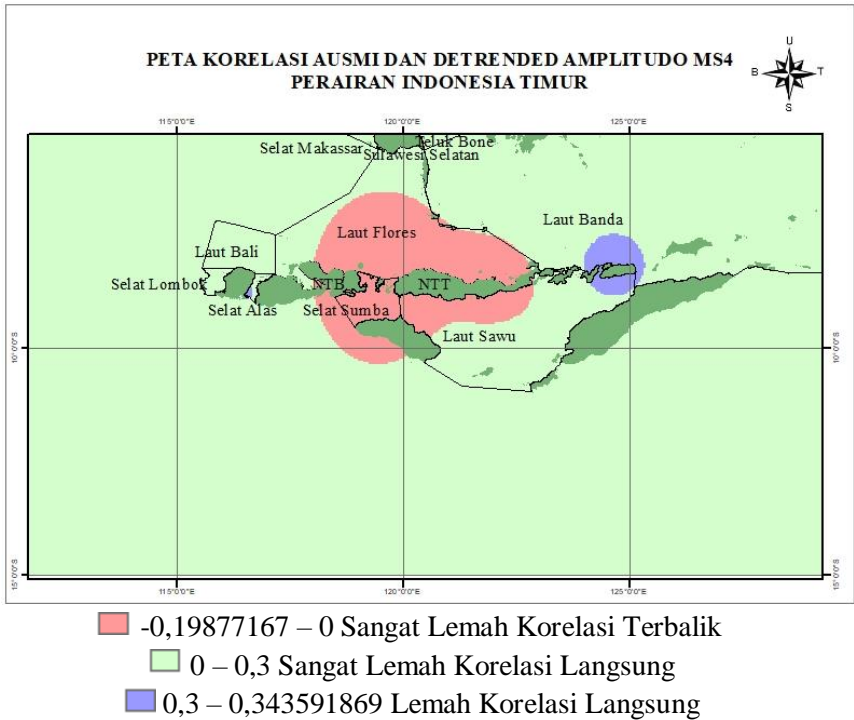 PETA KORELASI AUSMI DAN DETRENDED AMPLITUDO MS4
PERAIRAN INDONESIA TIMUR
U
B T
S
115°0'0"E 120°0'0"E 125°0'0"E
Selat Makassar Teluk Bone
Sulawesi Selatan
Laut Banda
Laut Flores
Laut Bali
Selat Lombok NTB NTT
Selat Alas Selat Sumba
Laut Sawu
10°0'0"S 10°0'0"S
15°0'0"S 15°0'0"S
115°0'0"E 120°0'0"E 125°0'0"E
-0,19877167 – 0 Sangat Lemah Korelasi Terbalik
0 – 0,3 Sangat Lemah Korelasi Langsung
0,3 – 0,343591869 Lemah Korelasi Langsung